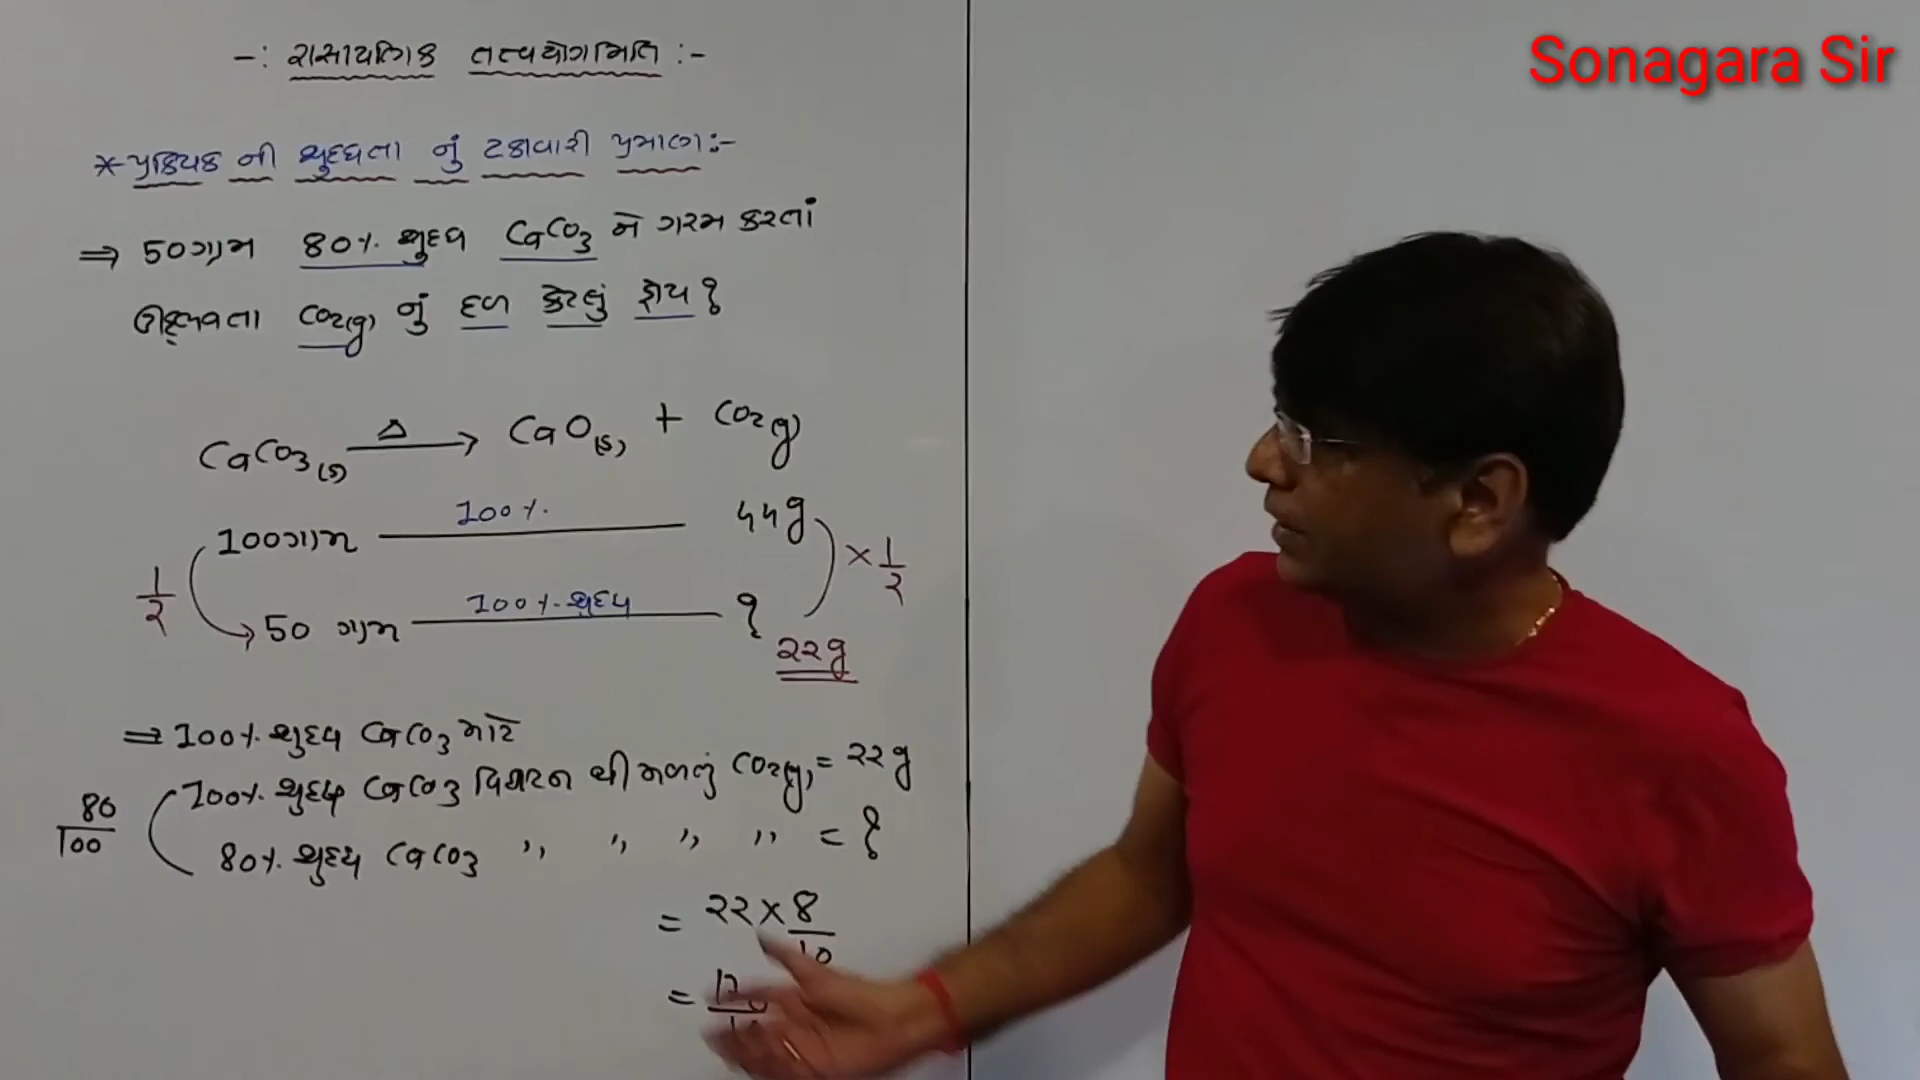 Sonagara Sir
-: રાસાયણિક તત્વયોગમિતિ :-
* પ્રક્રિયક ની શુદ્ધતા નું ટકાવારી પ્રમાણ :-
⇒ 50ગ્રામ 80% શુદ્ધ CaCO3 ને ગરમ કરતાં
ઉદ્દભવતા CO2(g) નું દળ કેટલું હોય ?
CaCO3(s) —Δ→ CaO(s) + CO2(g)
100ગ્રામ 100% 44g
1/2 × 1/2
50 ગ્રામ 100% શુદ્ધ ?
22g
⇒ 100% શુદ્ધ CaCO3 માટે
100% શુદ્ધ CaCO3 વિઘટન થી મળતું CO2(g) = 22g
80/100
80% શુદ્ધ CaCO3 ,, ,, ,, ,, = ?
= 22 × 8/10
=